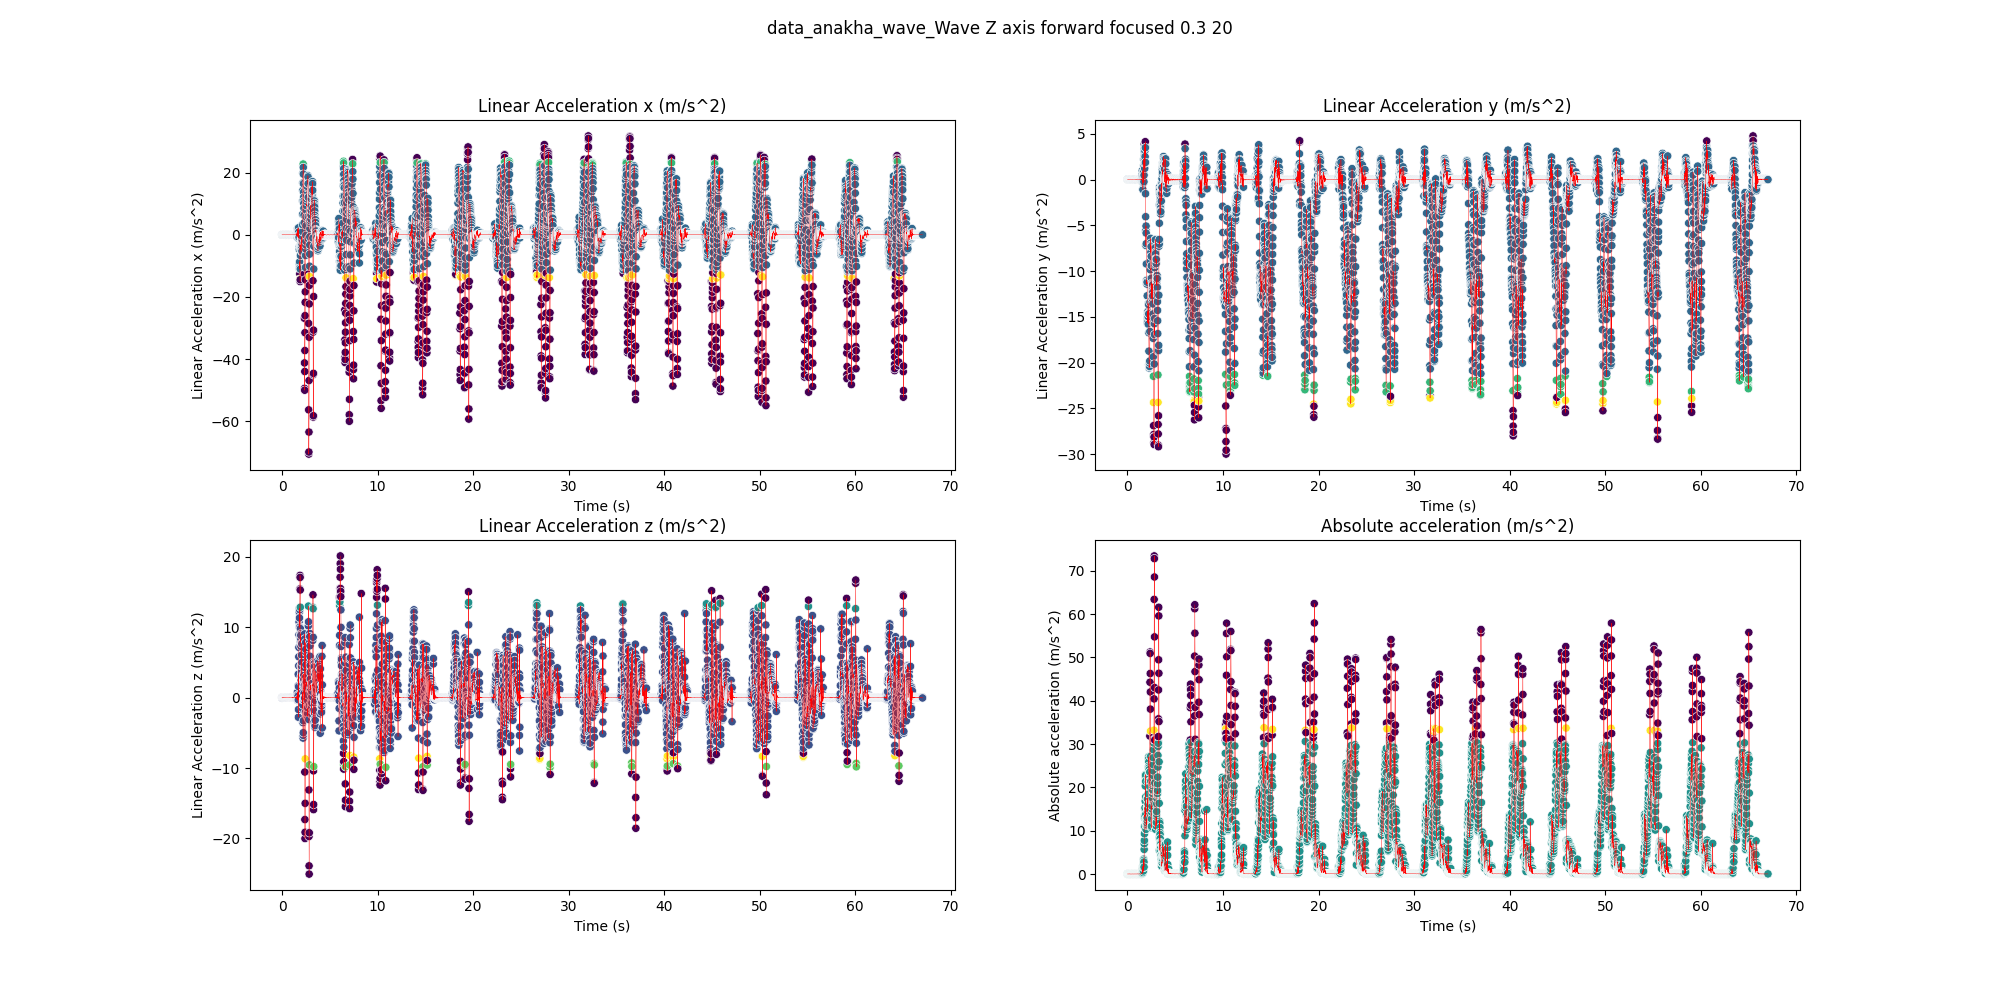 data_anakha_wave_Wave Z axis forward focused 0.3 20
Linear Acceleration x (m/s^2)
Linear Acceleration x (m/s^2)
20
0
−20
−40
−60
0 10 20 30 40 50 60 70
Time (s)
Linear Acceleration y (m/s^2)
Linear Acceleration y (m/s^2)
5
0
−5
−10
−15
−20
−25
−30
0 10 20 30 40 50 60 70
Time (s)
Linear Acceleration z (m/s^2)
Linear Acceleration z (m/s^2)
20
10
0
−10
−20
0 10 20 30 40 50 60 70
Time (s)
Absolute acceleration (m/s^2)
Absolute acceleration (m/s^2)
70
60
50
40
30
20
10
0
0 10 20 30 40 50 60 70
Time (s)